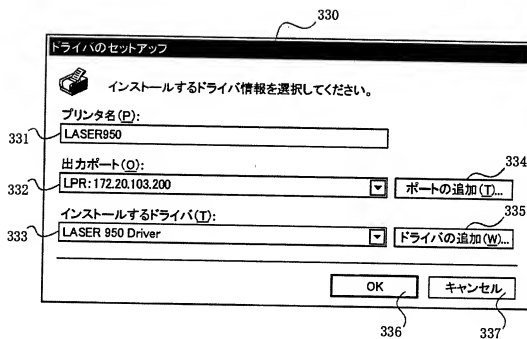 330
ドライバのセットアップ
インストールするドライバ情報を選択してください。
プリンタ名(P):
331
LASER950
出力ポート(O):
334
332
LPR:172.20.103.200
ポートの追加(T)...
インストールするドライバ(T):
335
333
LASER 950 Driver
ドライバの追加(W)...
OK
キャンセル
336
337